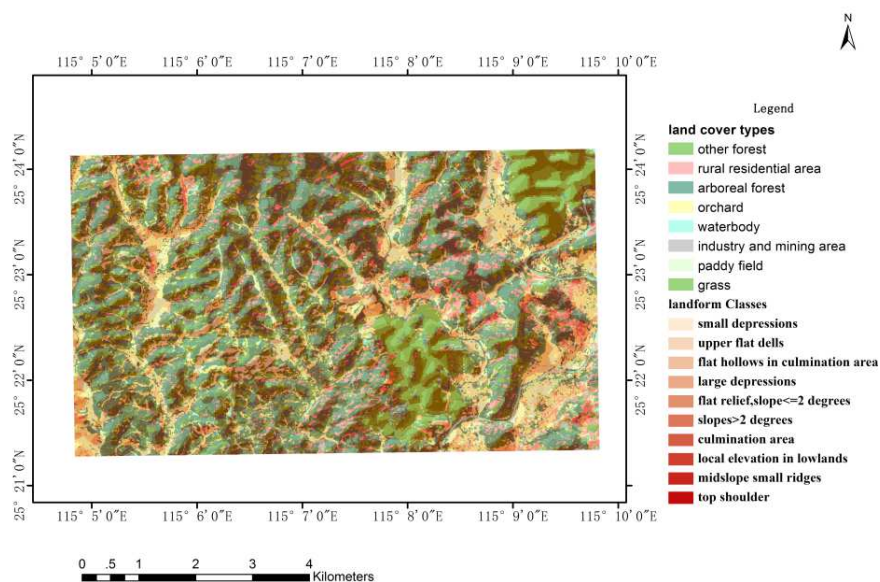 N
115° 5′0″E 115° 6′0″E 115° 7′0″E 115° 8′0″E 115° 9′0″E 115° 10′0″E
25° 24′0″N
25° 23′0″N
25° 22′0″N
25° 21′0″N
25° 24′0″N
25° 23′0″N
25° 22′0″N
25° 21′0″N
Legend
land cover types
other forest
rural residential area
arboreal forest
orchard
waterbody
industry and mining area
paddy field
grass
landform Classes
small depressions
upper flat dells
flat hollows in culmination area
large depressions
flat relief,slope<=2 degrees
slopes>2 degrees
culmination area
local elevation in lowlands
midslope small ridges
top shoulder
115° 5′0″E 115° 6′0″E 115° 7′0″E 115° 8′0″E 115° 9′0″E 115° 10′0″E
0 .5 1 2 3 4
Kilometers